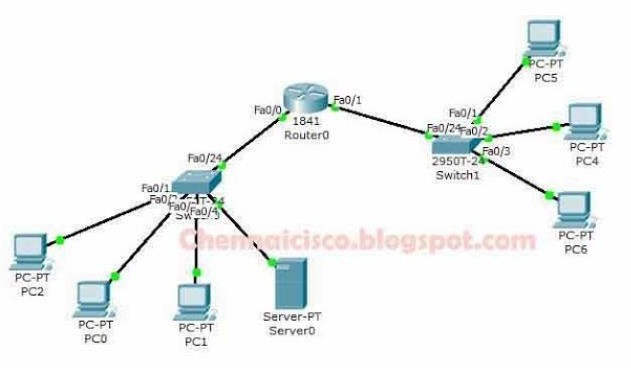 PC-PT
PC5
Fa0/0
Fa0/1
1841
Router0
Fa0/1
Fa0/24
Fa0/2
Fa0/3
PC-PT
PC4
2950T-24
Switch1
Fa0/24
Fa0/1
Fa0/4
Chennaicisco.blogspot.com
PC-PT
PC6
PC-PT
PC2
PC-PT
PC0
PC-PT
PC1
Server-PT
Server0